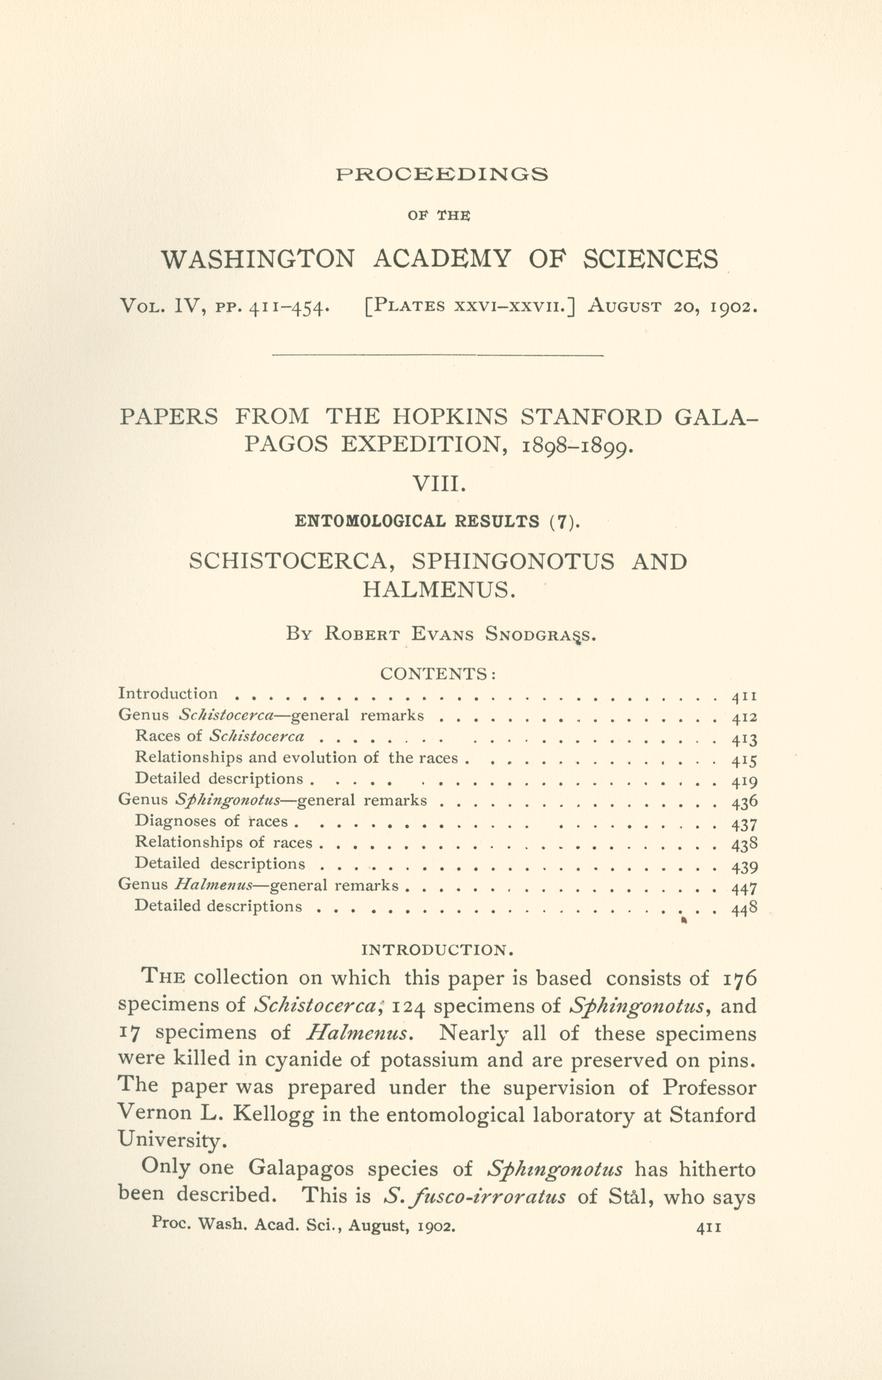 PROCEEDINGS
OF THE
WASHINGTON ACADEMY OF SCIENCES
VOL. IV, PP. 411–454. [PLATES XXVI–XXVII.] AUGUST 20, 1902.
PAPERS FROM THE HOPKINS STANFORD GALA-
PAGOS EXPEDITION, 1898–1899.
VIII.
ENTOMOLOGICAL RESULTS (7).
SCHISTOCERCA, SPHINGONOTUS AND
HALMENUS.
BY ROBERT EVANS SNODGRASS.
CONTENTS:
Introduction . . . . . . . . . . . . . . . . . . . . . . . . . . 411
Genus Schistocerca—general remarks . . . . . . . . . . . . . . . 412
Races of Schistocerca . . . . . . . . . . . . . . . . . . . . . 413
Relationships and evolution of the races . . . . . . . . . . . . . 415
Detailed descriptions . . . . . . . . . . . . . . . . . . . . . 419
Genus Sphingonotus—general remarks . . . . . . . . . . . . . . . 436
Diagnoses of races . . . . . . . . . . . . . . . . . . . . . . 437
Relationships of races . . . . . . . . . . . . . . . . . . . . . 438
Detailed descriptions . . . . . . . . . . . . . . . . . . . . . 439
Genus Halmenus—general remarks . . . . . . . . . . . . . . . . 447
Detailed descriptions . . . . . . . . . . . . . . . . . . . . . 448
INTRODUCTION.
THE collection on which this paper is based consists of 176
specimens of Schistocerca, 124 specimens of Sphingonotus, and
17 specimens of Halmenus. Nearly all of these specimens
were killed in cyanide of potassium and are preserved on pins.
The paper was prepared under the supervision of Professor
Vernon L. Kellogg in the entomological laboratory at Stanford
University.
Only one Galapagos species of Sphingonotus has hitherto
been described. This is S. fusco-irroratus of Stål, who says
Proc. Wash. Acad. Sci., August, 1902. 411